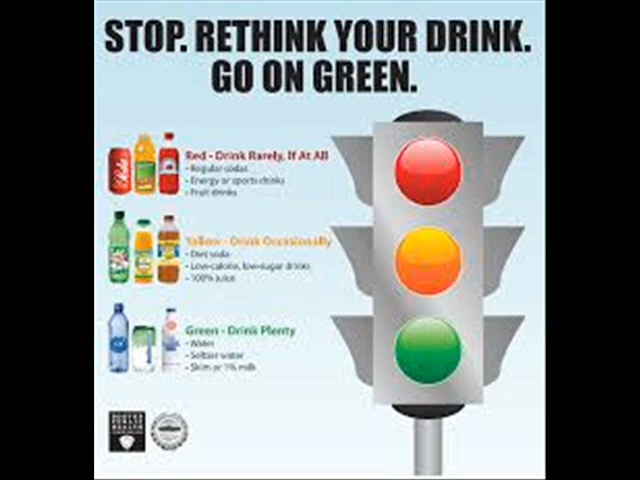 STOP. RETHINK YOUR DRINK.
GO ON GREEN.
Red - Drink Rarely, If At All
• Regular sodas
• Energy or sports drinks
• Fruit drinks
Yellow - Drink Occasionally
• Diet soda
• Low-calorie, low-sugar drinks
• 100% juice
Green - Drink Plenty
• Water
• Seltzer water
• Skim or 1% milk